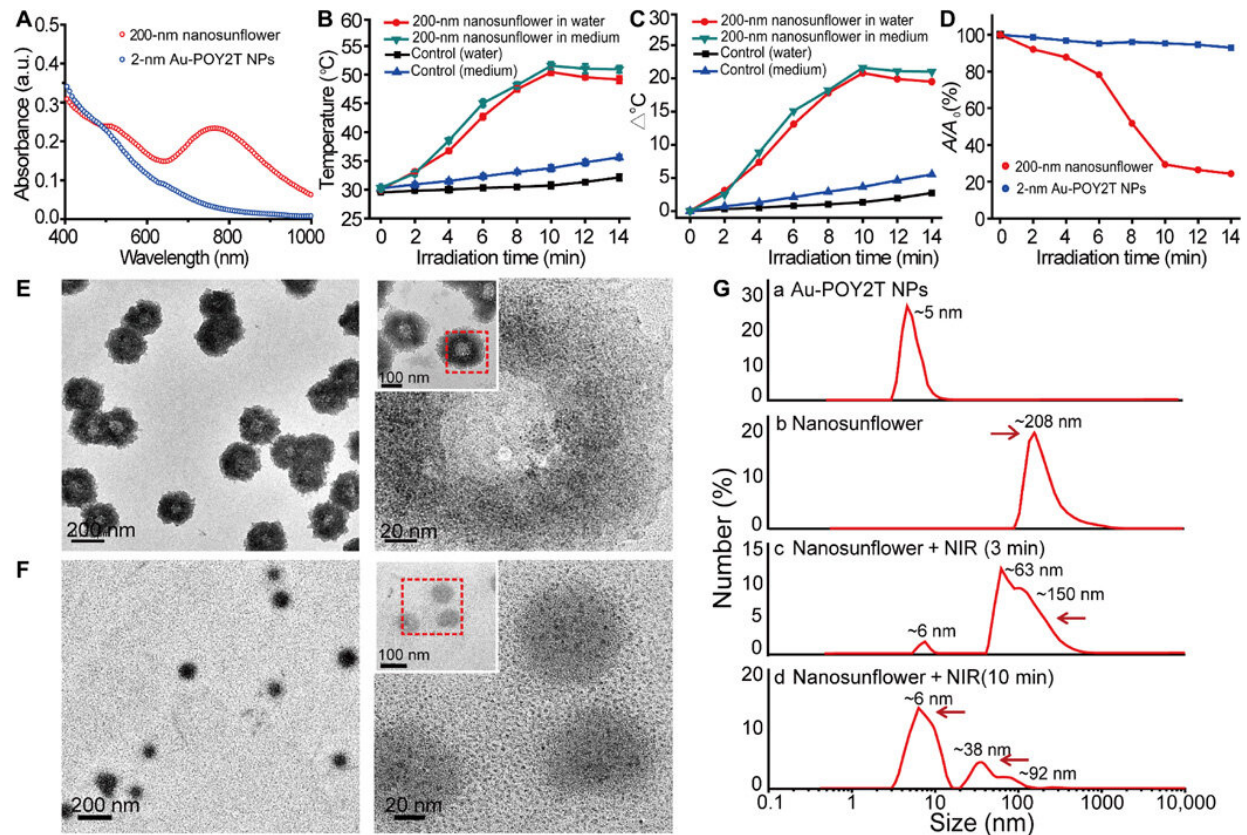 A
200-nm nanosunflower
2-nm Au-POY2T NPs
Absorbance (a.u.)
0.5
0.4
0.3
0.2
0.1
0.0
400 600 800 1000
Wavelength (nm)
B
200-nm nanosunflower in water
200-nm nanosunflower in medium
Control (water)
Control (medium)
Temperature (°C)
60
55
50
45
40
35
30
25
0 2 4 6 8 10 12 14
Irradiation time (min)
C
200-nm nanosunflower in water
200-nm nanosunflower in medium
Control (water)
Control (medium)
△°C
30
25
20
15
10
5
0
0 2 4 6 8 10 12 14
Irradiation time (min)
D
A/A₀(%)
100
80
60
40
20
0
200-nm nanosunflower
2-nm Au-POY2T NPs
0 2 4 6 8 10 12 14
Irradiation time (min)
E
200 nm
100 nm
20 nm
F
200 nm
100 nm
20 nm
G
Number (%)
a Au-POY2T NPs
30
20
10
0
~5 nm
b Nanosunflower
20
10
0
~208 nm
c Nanosunflower + NIR (3 min)
15
10
5
0
~63 nm
~150 nm
~6 nm
d Nanosunflower + NIR(10 min)
20
10
0
~6 nm
~38 nm
~92 nm
0.1 1 10 100 1000 10,000
Size (nm)